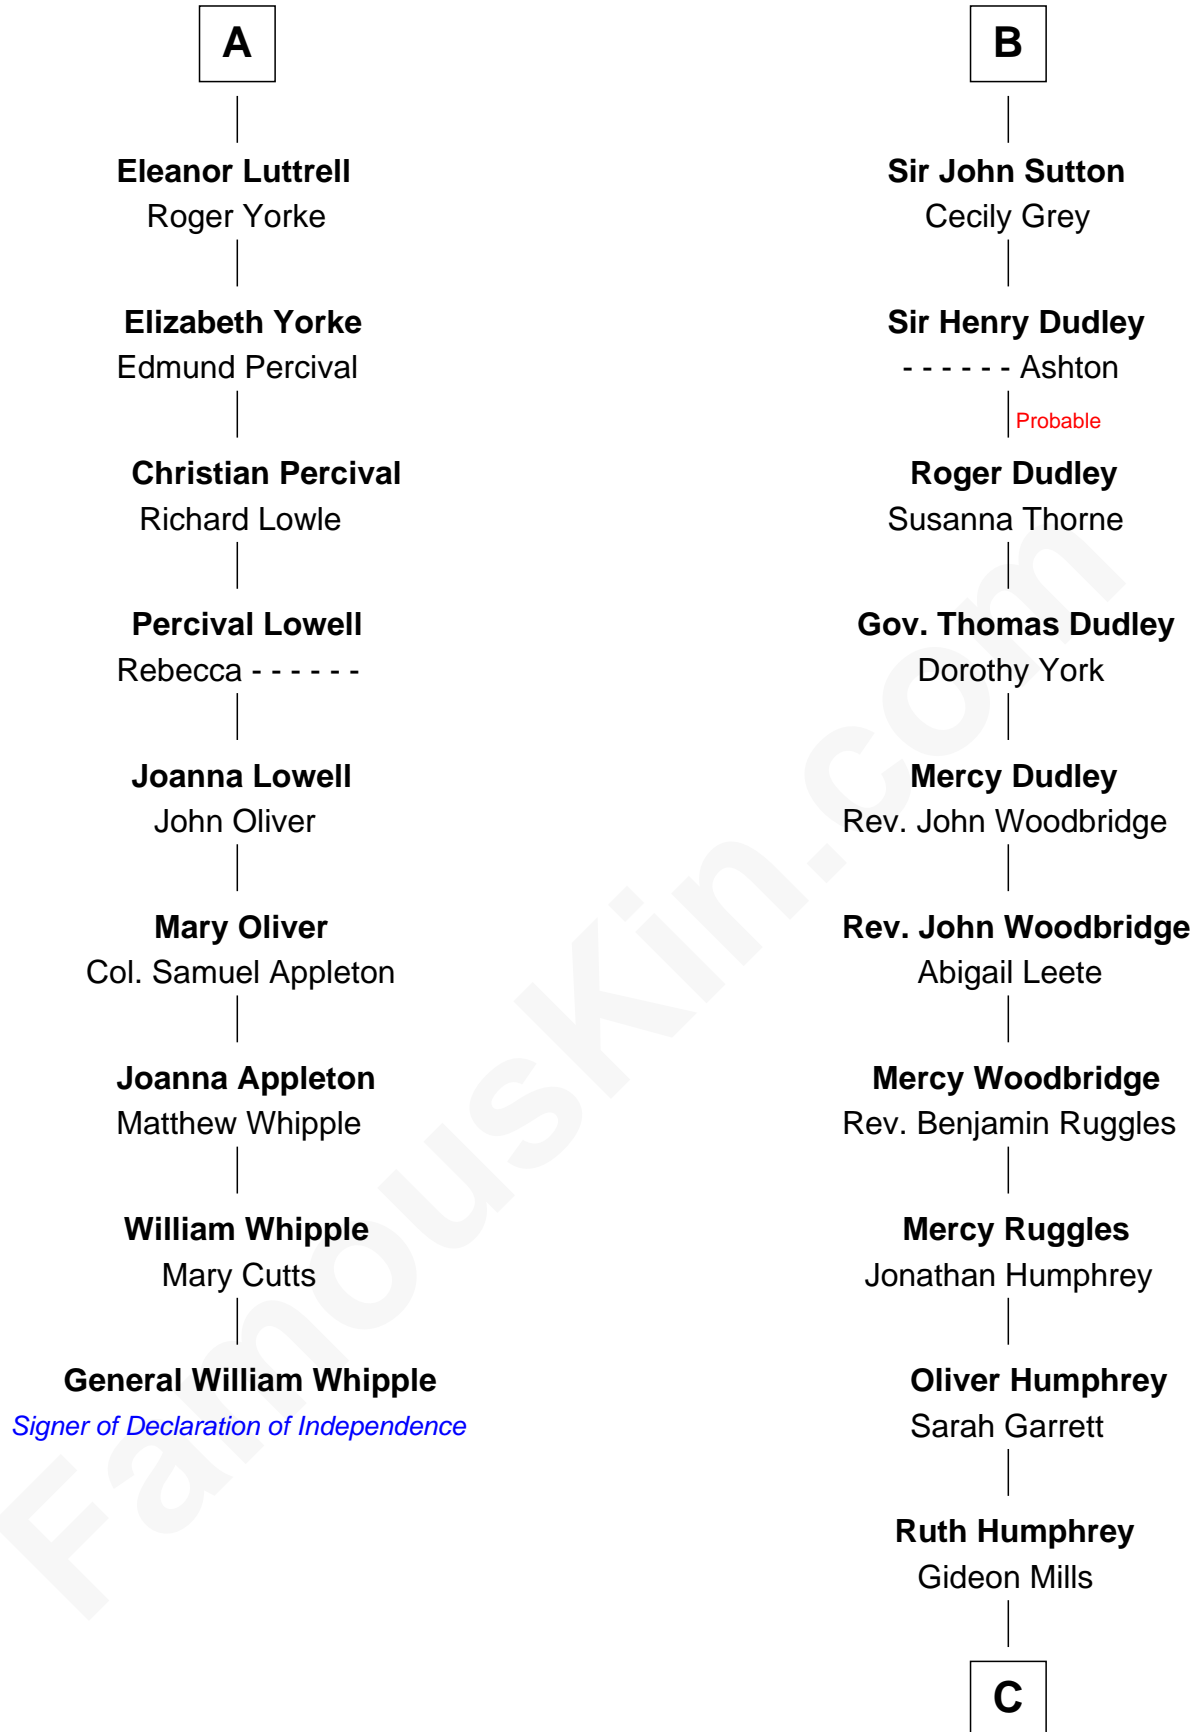 A
Eleanor Luttrell
Roger Yorke
Elizabeth Yorke
Edmund Percival
Christian Percival
Richard Lowle
Percival Lowell
Rebecca - - - - - -
Joanna Lowell
John Oliver
Mary Oliver
Col. Samuel Appleton
Joanna Appleton
Matthew Whipple
William Whipple
Mary Cutts
General William Whipple
Signer of Declaration of Independence
B
Sir John Sutton
Cecily Grey
Sir Henry Dudley
- - - - - - Ashton
Probable
Roger Dudley
Susanna Thorne
Gov. Thomas Dudley
Dorothy York
Mercy Dudley
Rev. John Woodbridge
Rev. John Woodbridge
Abigail Leete
Mercy Woodbridge
Rev. Benjamin Ruggles
Mercy Ruggles
Jonathan Humphrey
Oliver Humphrey
Sarah Garrett
Ruth Humphrey
Gideon Mills
C
FamousKin.com